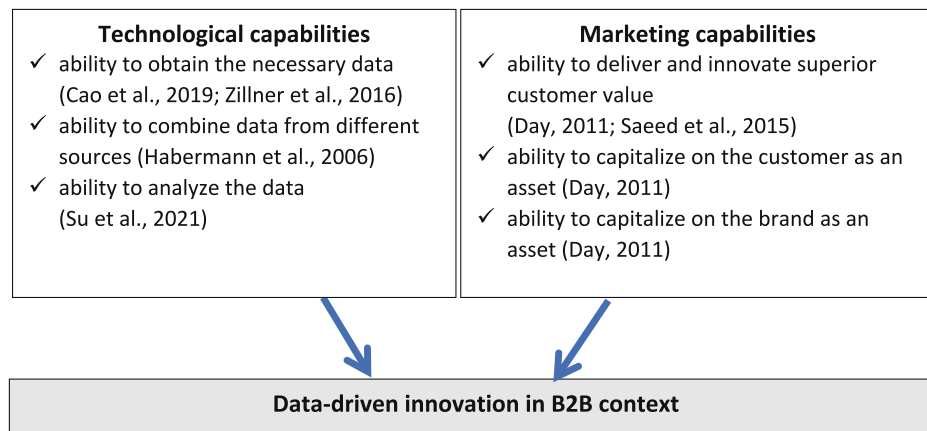 Technological capabilities
✓ ability to obtain the necessary data
(Cao et al., 2019; Zillner et al., 2016)
✓ ability to combine data from different
sources (Habermann et al., 2006)
✓ ability to analyze the data
(Su et al., 2021)
Marketing capabilities
✓ ability to deliver and innovate superior
customer value
(Day, 2011; Saeed et al., 2015)
✓ ability to capitalize on the customer as an
asset (Day, 2011)
✓ ability to capitalize on the brand as an
asset (Day, 2011)
Data-driven innovation in B2B context